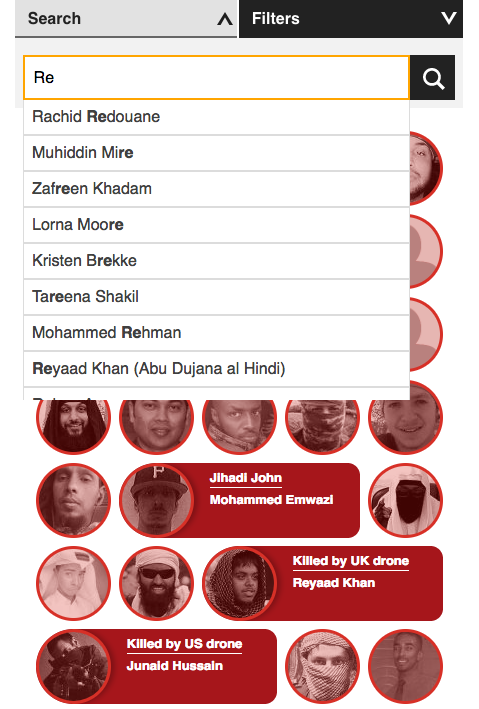 Search
Filters
Re
Rachid Redouane
Muhiddin Mire
Zafreen Khadam
Lorna Moore
Kristen Brekke
Tareena Shakil
Mohammed Rehman
Reyaad Khan (Abu Dujana al Hindi)
Jihadi John
Mohammed Emwazi
Killed by UK drone
Reyaad Khan
Killed by US drone
Junaid Hussain